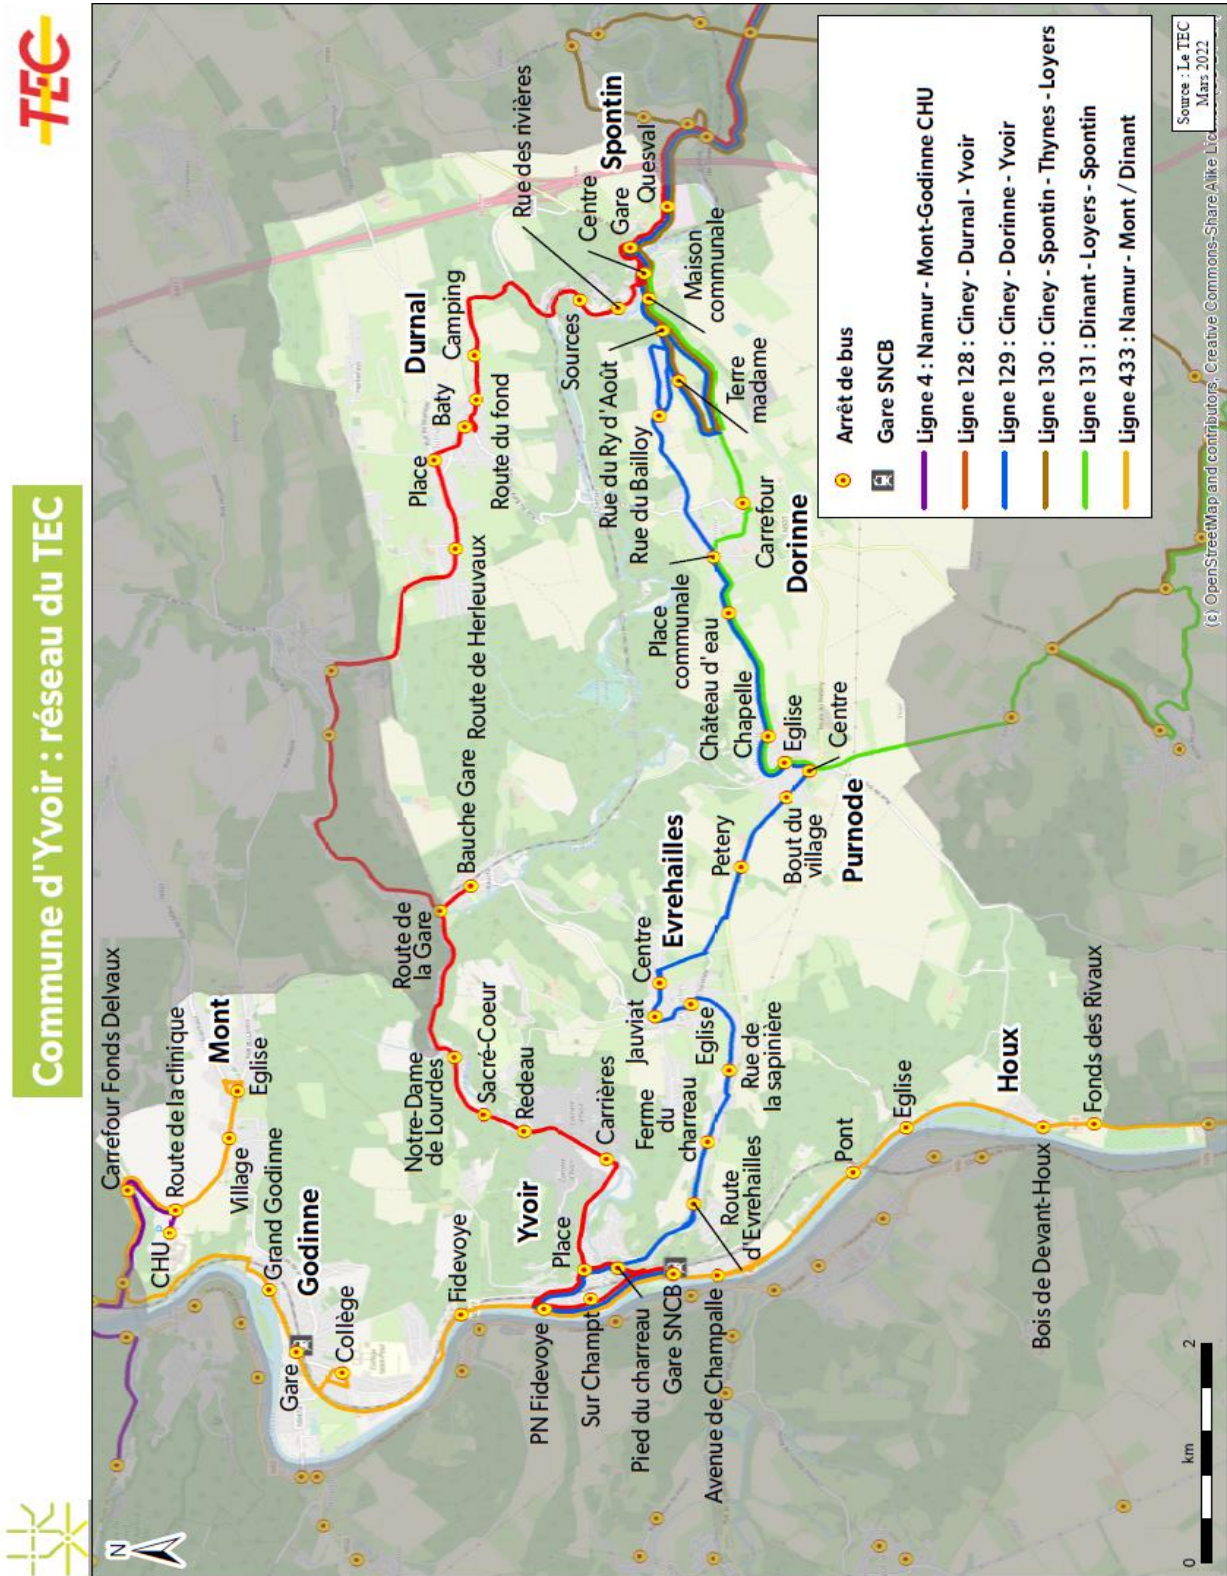 Commune d'Yvoir : réseau du TEC
TEC
N
Carrefour Fonds Delvaux
Route de la clinique
CHU
Mont
Village
Eglise
Grand Godinne
Godinne
Gare
Collège
Fidevoye
PN Fidevoye
Sur Champt
Yvoir
Place
Pied du charreau
Gare SNCB
Avenue de Champalle
Carrières
Redeau
Sacré-Coeur
Notre-Dame
de Lourdes
Route de
la Gare
Bauche Gare
Route de Herleuvaux
Durnal
Place
Baty
Route du fond
Camping
Sources
Rue des rivières
Spontin
Centre
Gare
Quesval
Maison
communale
Rue du Ry d'Août
Terre
madame
Rue du Bailloy
Carrefour
Dorinne
Place
communale
Château d'eau
Chapelle
Eglise
Centre
Purnode
Bout du
village
Petery
Evrehailles
Centre
Jauviat
Eglise
Rue de
la sapinière
Ferme
du
charreau
Route
d'Evrehailles
Pont
Eglise
Houx
Bois de Devant-Houx
Fonds des Rivaux
Arrêt de bus
Gare SNCB
Ligne 4 : Namur - Mont-Godinne CHU
Ligne 128 : Ciney - Durnal - Yvoir
Ligne 129 : Ciney - Dorinne - Yvoir
Ligne 130 : Ciney - Spontin - Thynes - Loyers
Ligne 131 : Dinant - Loyers - Spontin
Ligne 433 : Namur - Mont / Dinant
0
km
2
Source : Le TEC
Mars 2022
(c) OpenStreetMap and contributors, Creative Commons-Share Alike